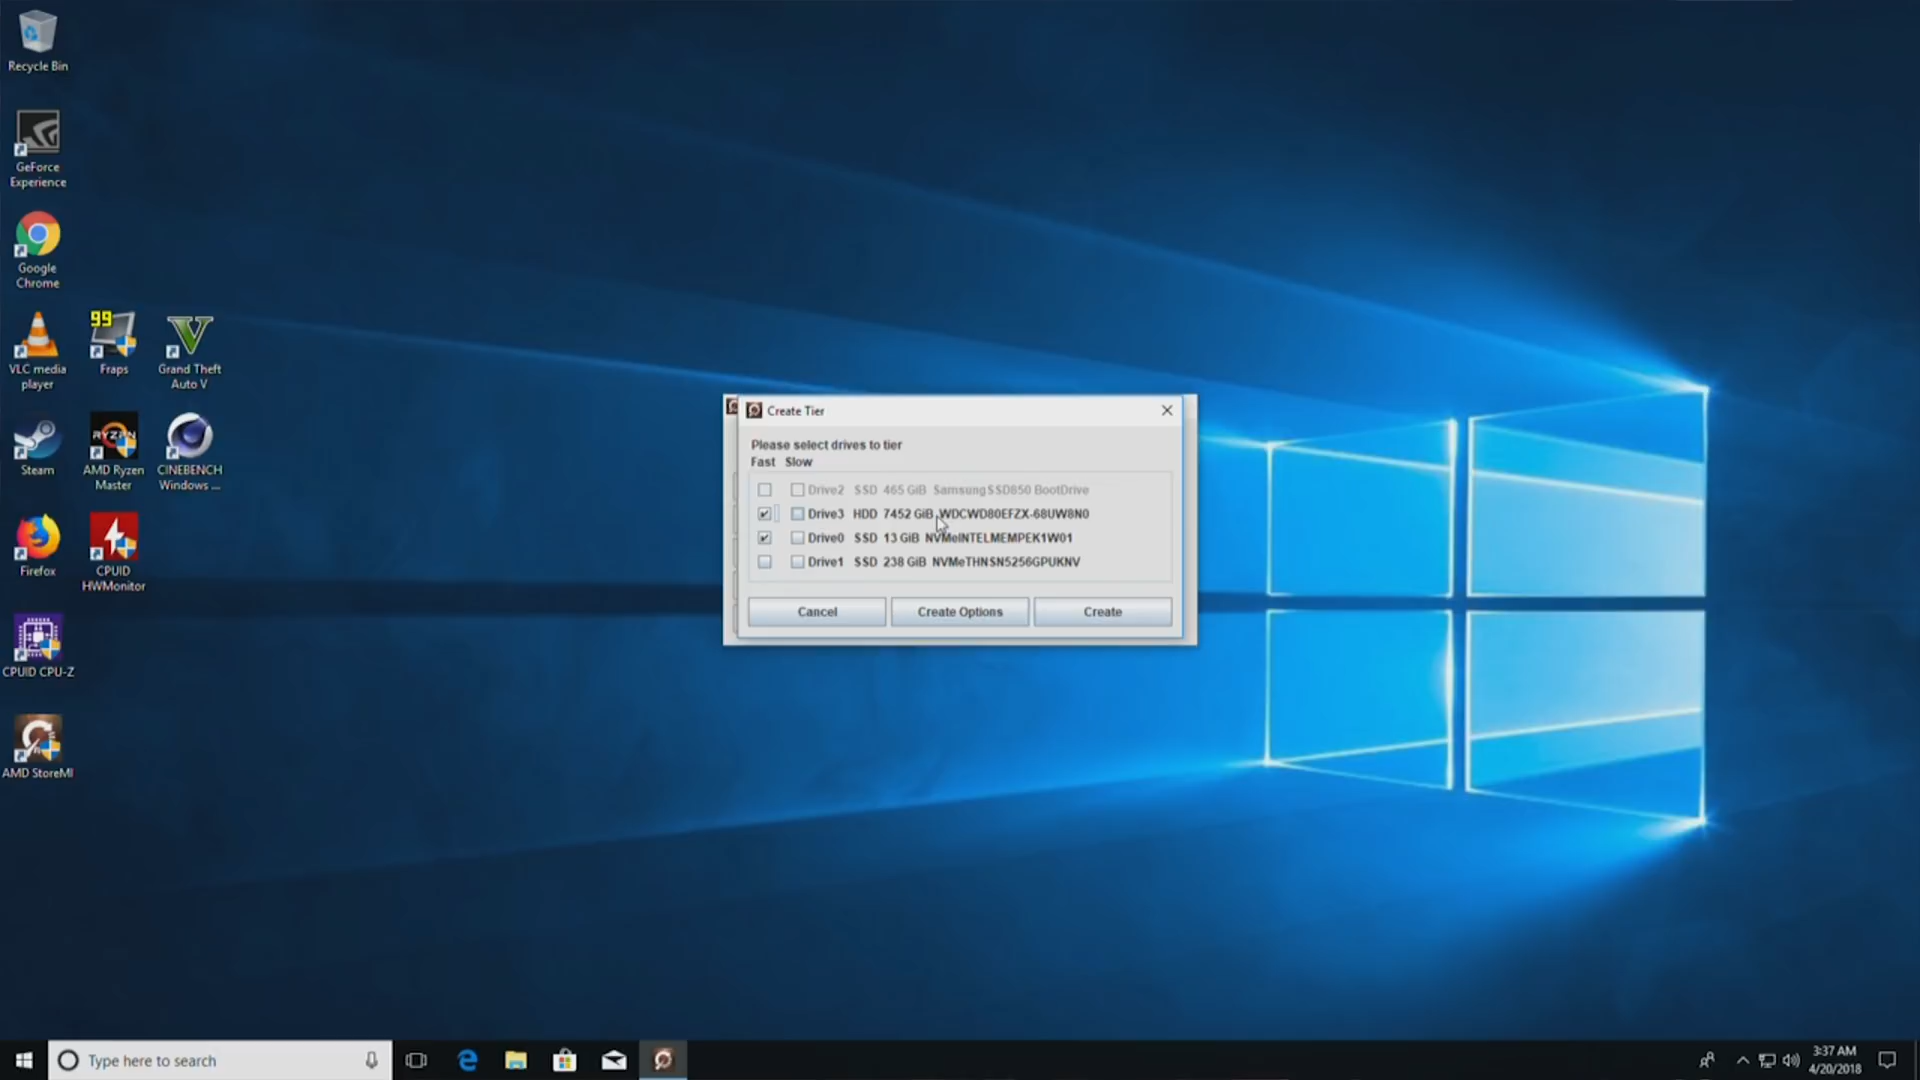 Recycle Bin
GeForce
Experience
Google
Chrome
VLC media
player
99
Fraps
Grand Theft
Auto V
Steam
RYZEN
AMD Ryzen
Master
CINEBENCH
Windows ...
Firefox
CPUID
HWMonitor
CPUID CPU-Z
AMD StoreMI
Create Tier
Please select drives to tier
Fast Slow
Drive2 SSD 465 GiB SamsungSSD850 BootDrive
Drive3 HDD 7452 GiB WDCWD80EFZX-68UW8N0
Drive0 SSD 13 GiB NVMeINTELMEMPEK1W01
Drive1 SSD 238 GiB NVMeTHNSN5256GPUKNV
Cancel
Create Options
Create
Type here to search
3:37 AM
4/20/2018